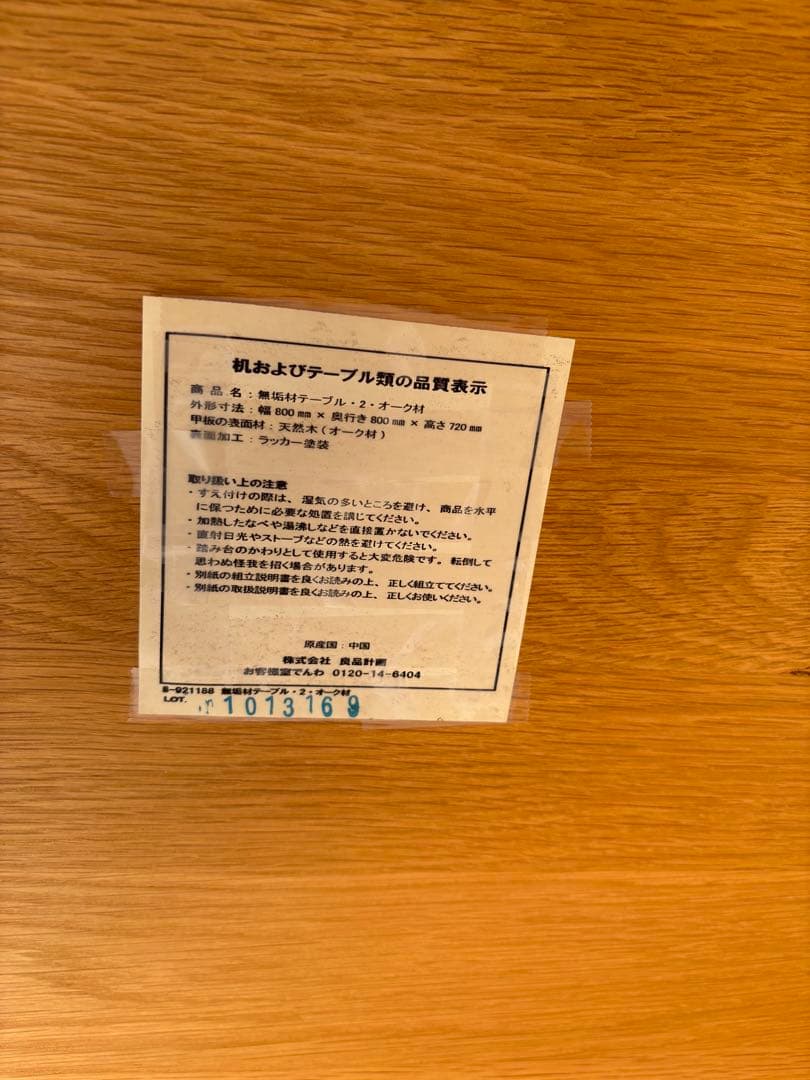 机およびテーブル類の品質表示
商品名：無垢材テーブル・2・オーク材
外形寸法：幅800mm × 奥行き800mm × 高さ720mm
甲板の表面材：天然木（オーク材）
表面加工：ラッカー塗装
取り扱い上の注意
・すえ付けの際は、湿気の多いところを避け、商品を水平
に保つために必要な処置を講じてください。
・加熱したなべや湯沸しなどを直接置かないでください。
・直射日光やストーブなどの熱を避けてください。
・踏み台のかわりとして使用すると大変危険です。転倒して
思わぬ怪我を招く場合があります。
・別紙の組立説明書を良くお読みの上、正しく組立ててください。
・別紙の取扱説明書を良くお読みの上、正しくお使いください。
原産国：中国
株式会社 良品計画
お客様室でんわ 0120-14-6404
921188 無垢材テーブル・2・オーク材
LOT. 1013169